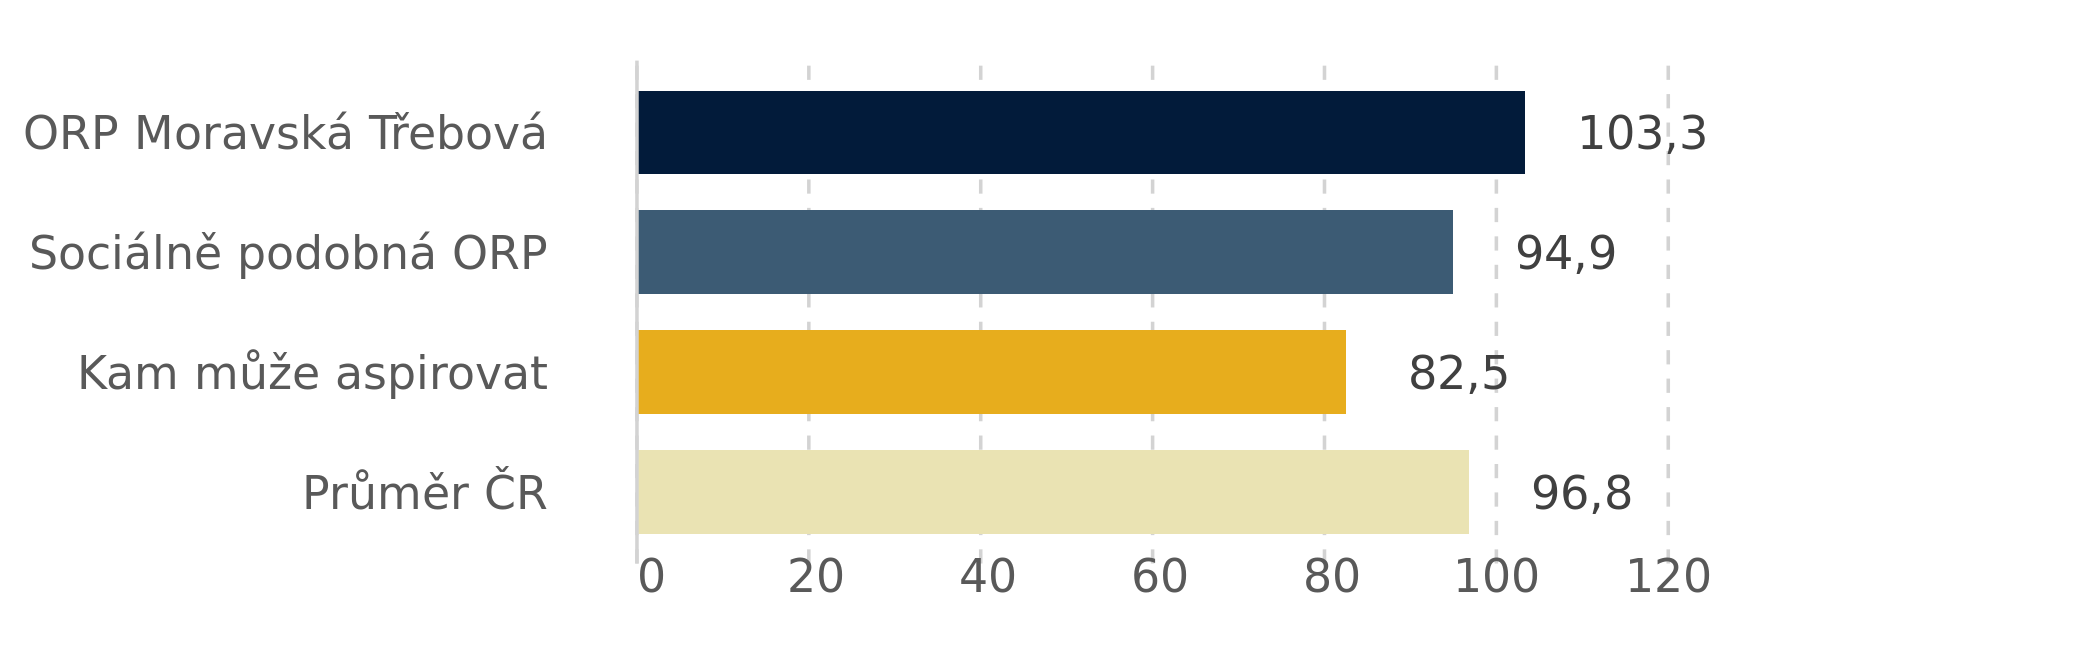 ORP Moravská Třebová 103,3
Sociálně podobná ORP 94,9
Kam může aspirovat 82,5
Průměr ČR 96,8
0 20 40 60 80 100 120